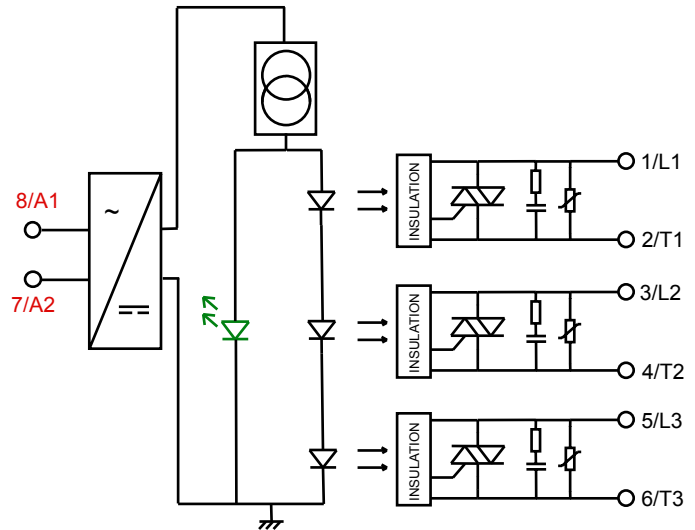 8/A1
7/A2
~
INSULATION
1/L1
2/T1
INSULATION
3/L2
4/T2
INSULATION
5/L3
6/T3